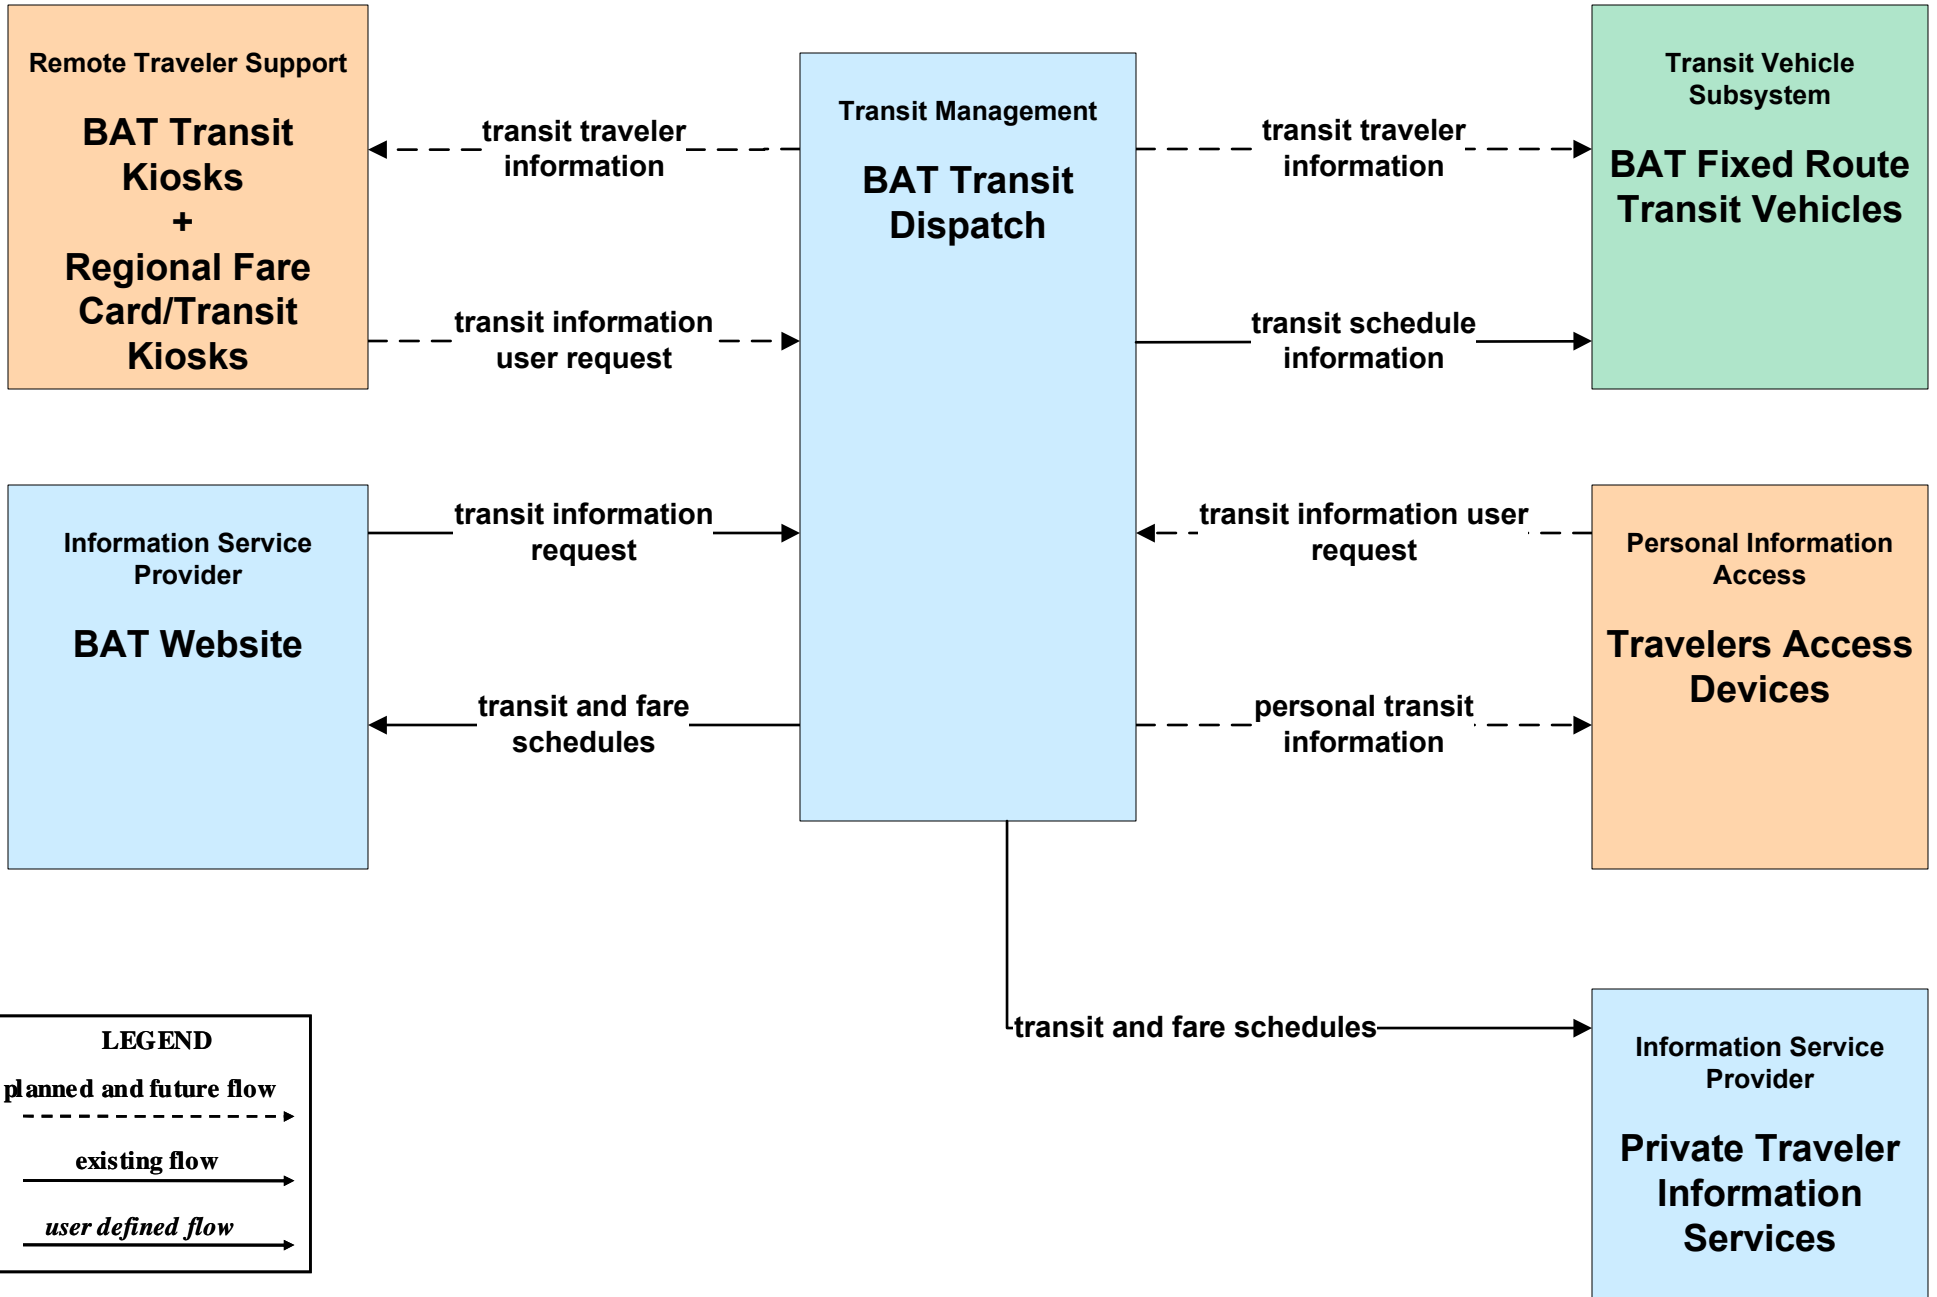 Remote Traveler Support
BAT Transit
Kiosks
+
Regional Fare
Card/Transit
Kiosks
transit traveler
information
transit information
user request
Transit Management
BAT Transit
Dispatch
transit traveler
information
transit schedule
information
Transit Vehicle
Subsystem
BAT Fixed Route
Transit Vehicles
Information Service
Provider
BAT Website
transit information
request
transit and fare
schedules
transit information user
request
personal transit
information
Personal Information
Access
Travelers Access
Devices
transit and fare schedules
Information Service
Provider
Private Traveler
Information
Services
LEGEND
planned and future flow
existing flow
user defined flow